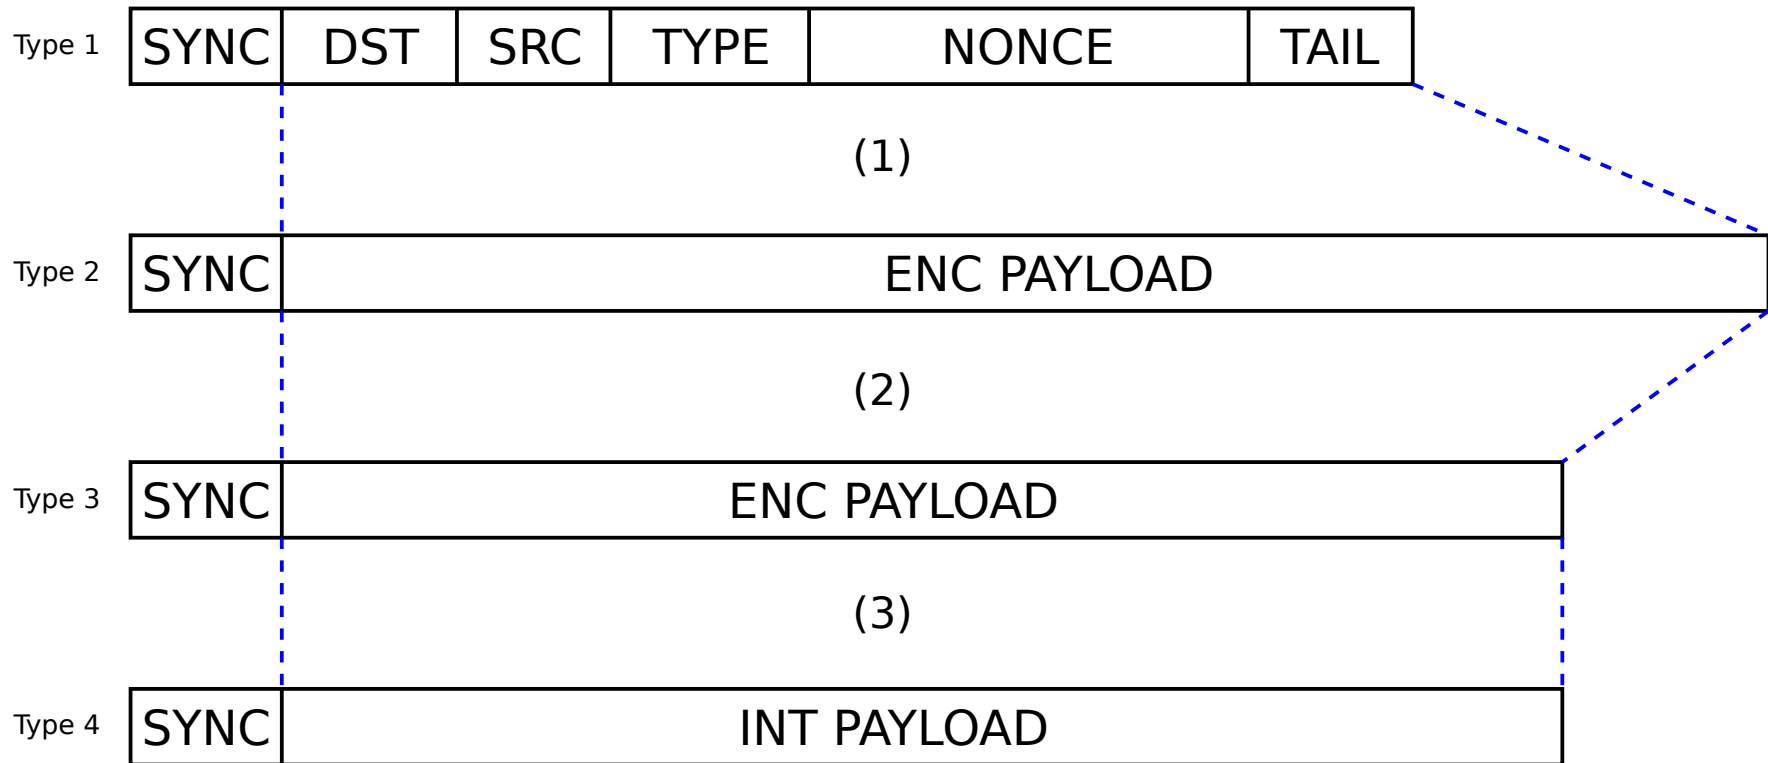 Type 1 SYNC DST SRC TYPE NONCE TAIL
(1)
Type 2 SYNC ENC PAYLOAD
(2)
Type 3 SYNC ENC PAYLOAD
(3)
Type 4 SYNC INT PAYLOAD